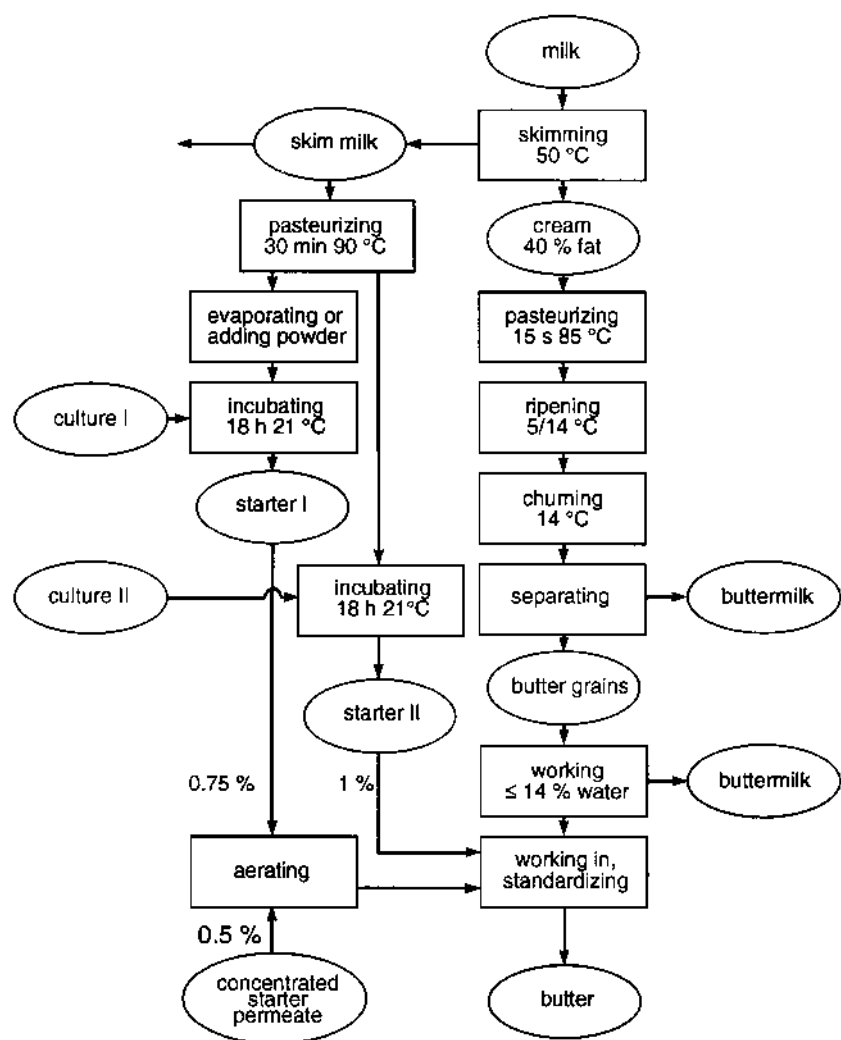 milk
skim milk
skimming
50 °C
pasteurizing
30 min 90 °C
cream
40 % fat
evaporating or
adding powder
pasteurizing
15 s 85 °C
culture I
incubating
18 h 21 °C
ripening
5/14 °C
starter I
churning
14 °C
culture II
incubating
18 h 21°C
separating
buttermilk
butter grains
starter II
0.75 %
1 %
working
≤ 14 % water
buttermilk
aerating
working in,
standardizing
0.5 %
concentrated
starter
permeate
butter